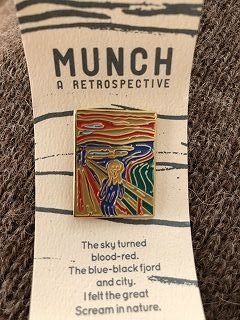 MUNCH
A RETROSPECTIVE
The sky turned
blood-red.
The blue-black fjord
and city.
I felt the great
Scream in nature.